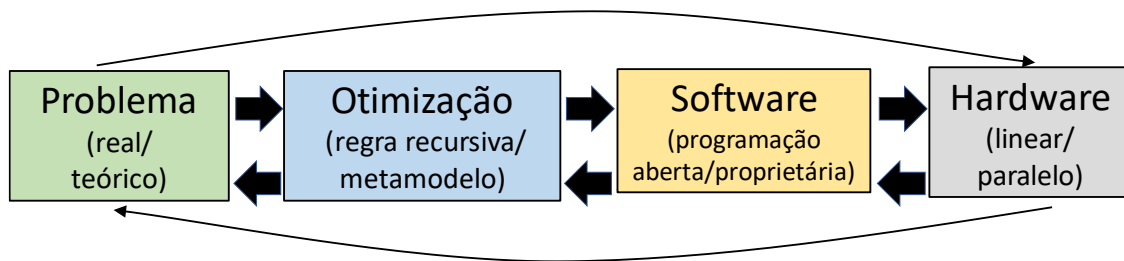 Problema
(real/
teórico)
Otimização
(regra recursiva/
metamodelo)
Software
(programação
aberta/proprietária)
Hardware
(linear/
paralelo)